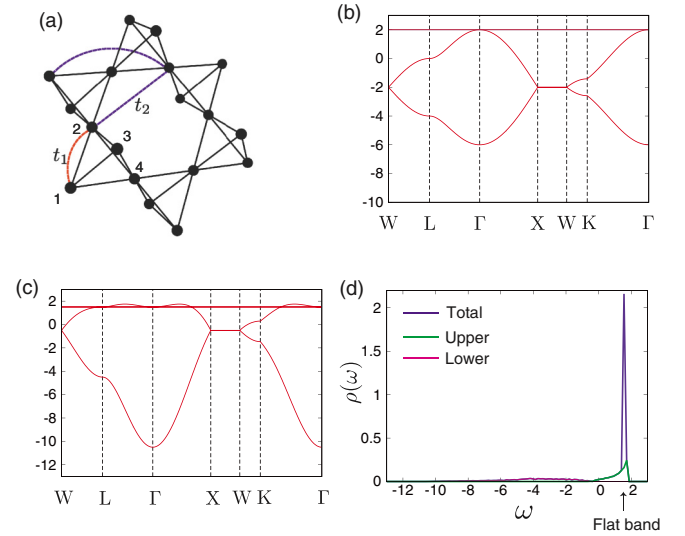 (a)
t₂
2
3
t₁
4
1
(b)
2
0
-2
-4
-6
-8
-10
W L Γ X W K Γ
(c)
2
0
-2
-4
-6
-8
-10
-12
W L Γ X W K Γ
(d)
2
1.5
1
0.5
0
ρ(ω)
Total
Upper
Lower
-12 -10 -8 -6 -4 -2 0 2
ω
Flat band